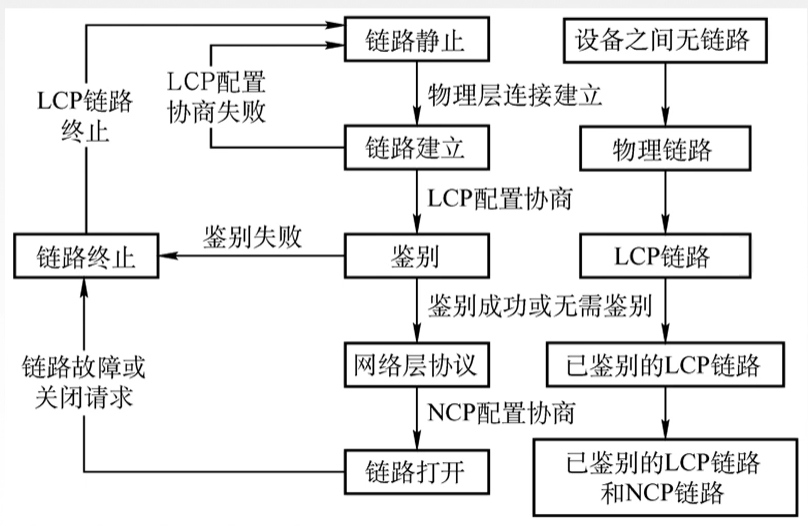 链路静止
设备之间无链路
LCP配置
协商失败
LCP链路
终止
物理层连接建立
链路建立
物理链路
LCP配置协商
鉴别失败
链路终止
鉴别
LCP链路
鉴别成功或无需鉴别
链路故障或
关闭请求
网络层协议
已鉴别的LCP链路
NCP配置协商
链路打开
已鉴别的LCP链路
和NCP链路